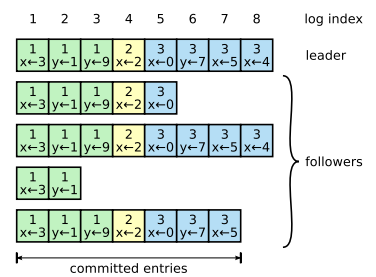 1 2 3 4 5 6 7 8 log index
1 1 1 2 3 3 3 3 leader
x←3 y←1 y←9 x←2 x←0 y←7 x←5 x←4
1 1 1 2 3
x←3 y←1 y←9 x←2 x←0
1 1 1 2 3 3 3 3
x←3 y←1 y←9 x←2 x←0 y←7 x←5 x←4
followers
1 1
x←3 y←1
1 1 1 2 3 3 3
x←3 y←1 y←9 x←2 x←0 y←7 x←5
committed entries